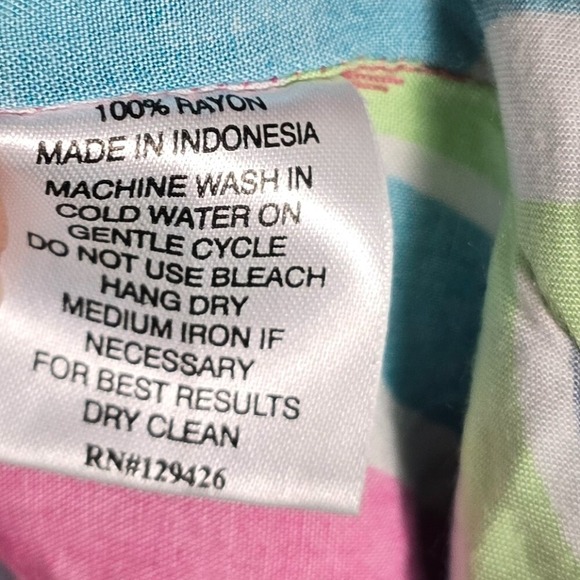 100% RAYON
MADE IN INDONESIA
MACHINE WASH IN
COLD WATER ON
GENTLE CYCLE
DO NOT USE BLEACH
HANG DRY
MEDIUM IRON IF
NECESSARY
FOR BEST RESULTS
DRY CLEAN
RN#129426